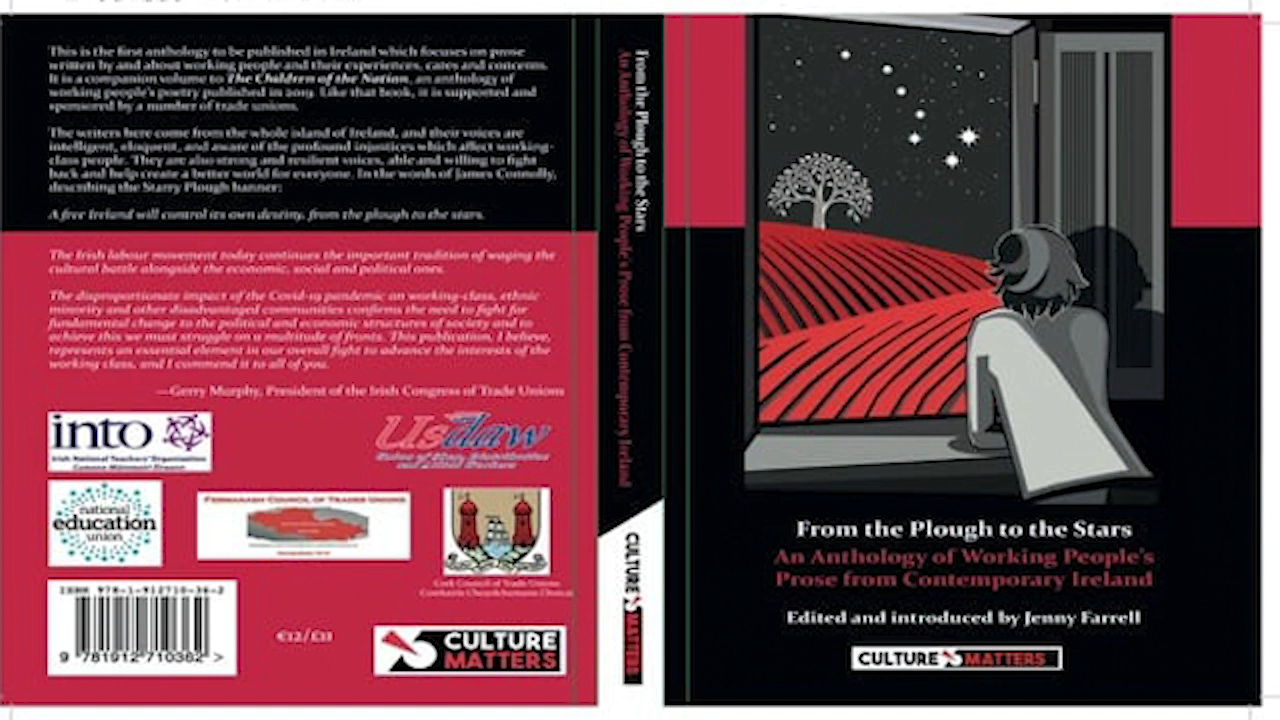 This is the first anthology to be published in Ireland which focuses on prose
written by and about working people and their experiences, cares and concerns.
It is a companion volume to The Children of the Nation, an anthology of
working people's poetry published in 2019. Like that book, it is supported and
sponsored by a number of trade unions.
The writers here come from the whole island of Ireland, and their voices are
intelligent, eloquent, and aware of the profound injustices which affect working-
class people. They are also strong and resilient voices, able and willing to fight
back and help create a better world for everyone. In the words of James Connolly,
describing the Starry Plough banner:
A free Ireland will control its own destiny, from the plough to the stars.
The Irish labour movement today continues the important tradition of waging the
cultural battle alongside the economic, social and political ones.
The disproportionate impact of the Covid-19 pandemic on working-class, ethnic
minority and other disadvantaged communities confirms the need to fight for
fundamental change to the political and economic structures of society and to
achieve this we must struggle on a multitude of fronts. This publication, I believe,
represents an essential element in our overall fight to advance the interests of the
working class, and I commend it to all of you.
—Gerry Murphy, President of the Irish Congress of Trade Unions
into
Irish National Teachers' Organisation
Usdaw
Union of Shop, Distributive
and Allied Workers
national
education
union
Fermanagh Council of Trade Unions
Cork Council of Trade Unions
ISBN 978-1-912710-36-2
9 781912 710362 >
€12/£11
CULTURE
MATTERS
From the Plough to the Stars
An Anthology of Working People's Prose from Contemporary Ireland
CULTURE MATTERS
From the Plough to the Stars
An Anthology of Working People's
Prose from Contemporary Ireland
Edited and introduced by Jenny Farrell
CULTURE MATTERS